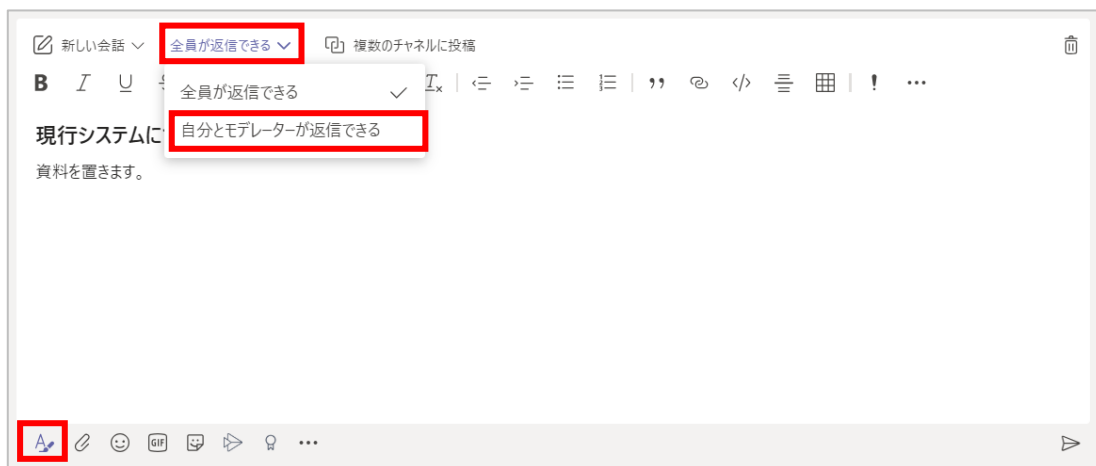 新しい会話
全員が返信できる
複数のチャネルに投稿
B I U
全員が返信できる
自分とモデレーターが返信できる
現行システムに
資料を置きます。
GIF